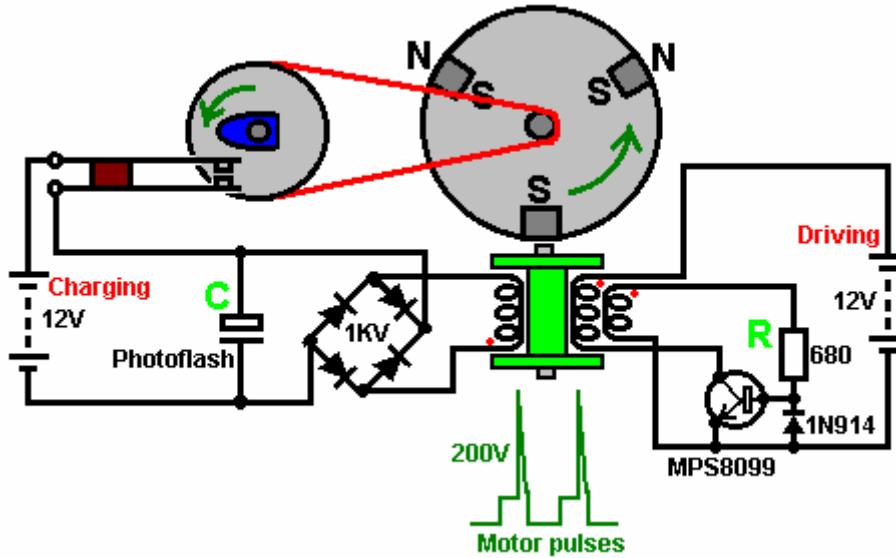 N
N
S
S
S
Driving
Charging
C
12V
12V
1KV
R
Photoflash
680
1N914
200V
MPS8099
Motor pulses